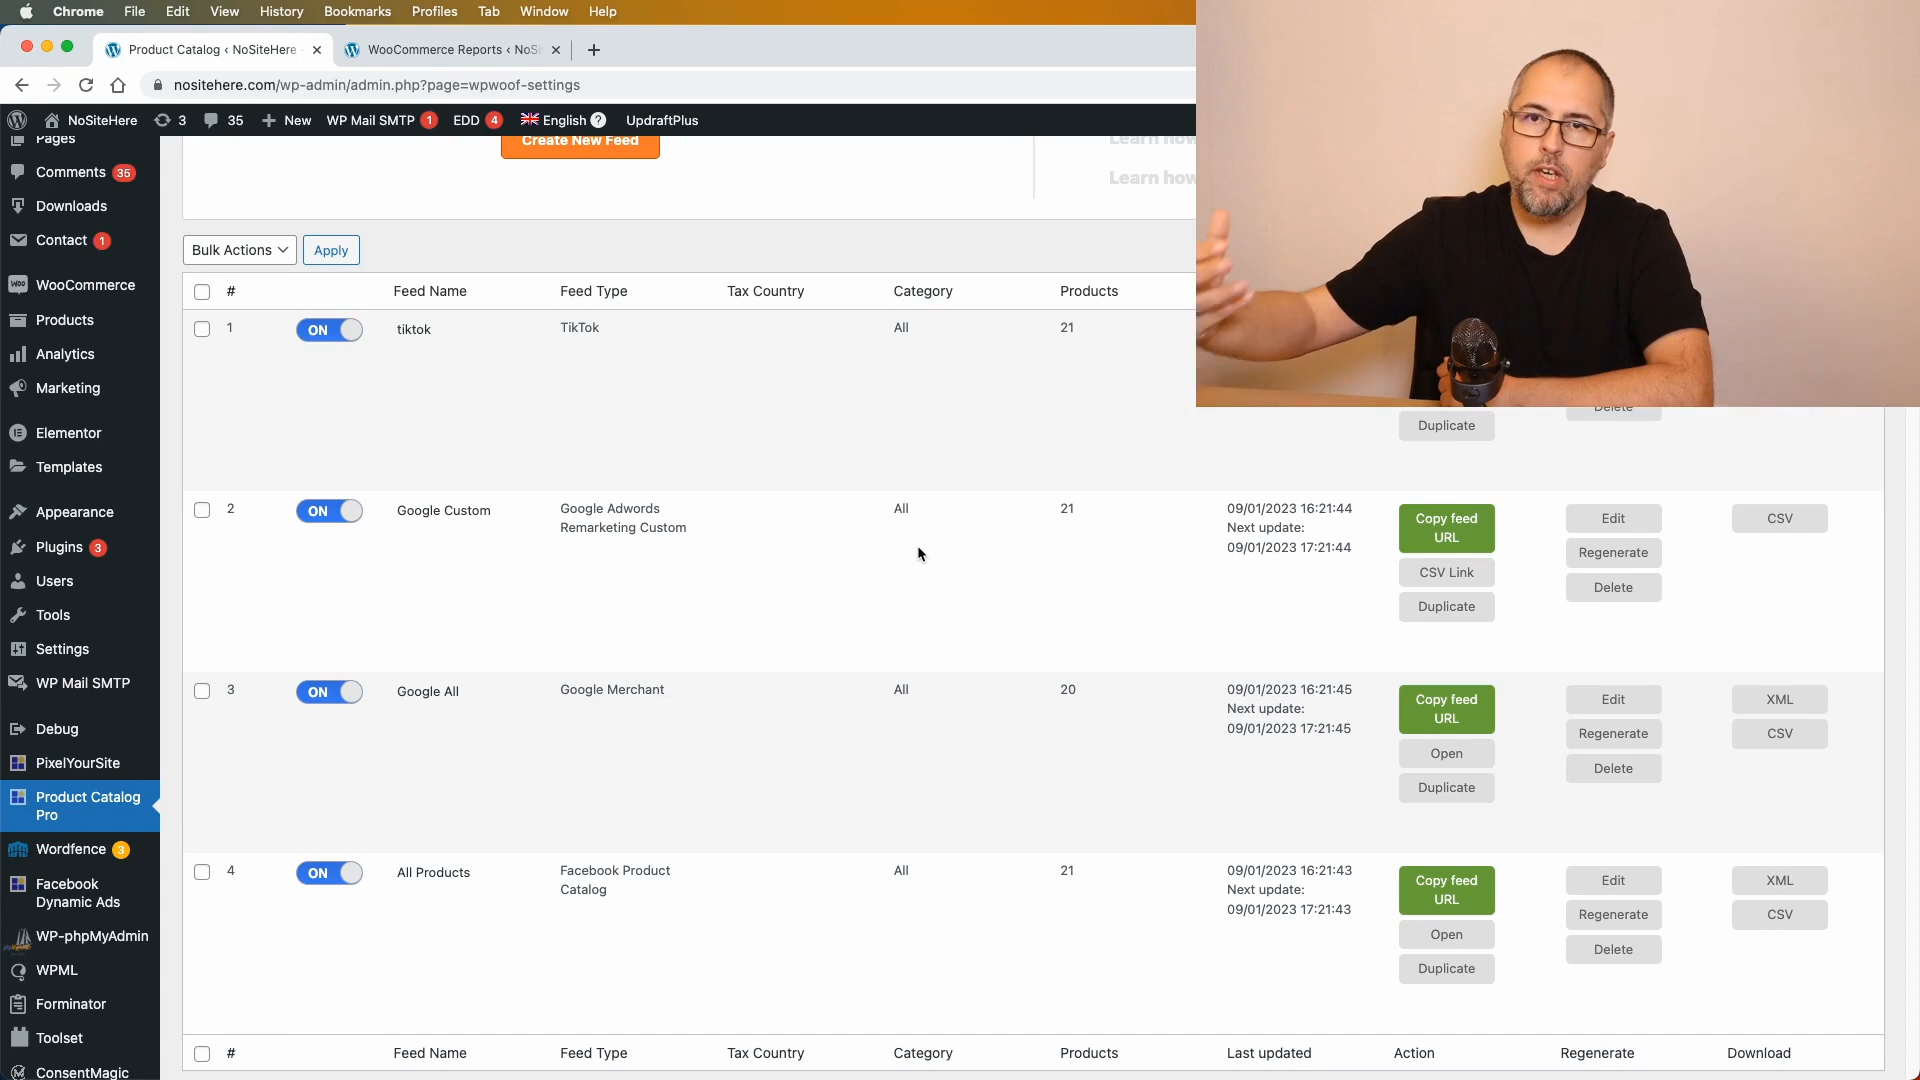 Chrome File Edit View History Bookmarks Profiles Tab Window Help
Product Catalog ‹ NoSiteHere
WooCommerce Reports ‹ NoSi
nositehere.com/wp-admin/admin.php?page=wpwoof-settings
NoSiteHere 3 35 New WP Mail SMTP 1 EDD 4 English ? UpdraftPlus
Pages
Comments 35
Downloads
Contact 1
WooCommerce
Products
Analytics
Marketing
Elementor
Templates
Appearance
Plugins 3
Users
Tools
Settings
WP Mail SMTP
Debug
PixelYourSite
Product Catalog
Pro
Wordfence 3
Facebook
Dynamic Ads
WP-phpMyAdmin
WPML
Forminator
Toolset
ConsentMagic
Create New Feed
Learn how
Learn how
Bulk Actions Apply
# Feed Name Feed Type Tax Country Category Products
1 ON tiktok TikTok All 21
Delete
Duplicate
2 ON Google Custom Google Adwords
Remarketing Custom All 21
09/01/2023 16:21:44
Next update:
09/01/2023 17:21:44
Copy feed
URL
CSV Link
Duplicate
Edit
Regenerate
Delete
CSV
3 ON Google All Google Merchant All 20
09/01/2023 16:21:45
Next update:
09/01/2023 17:21:45
Copy feed
URL
Open
Duplicate
Edit
Regenerate
Delete
XML
CSV
4 ON All Products Facebook Product
Catalog All 21
09/01/2023 16:21:43
Next update:
09/01/2023 17:21:43
Copy feed
URL
Open
Duplicate
Edit
Regenerate
Delete
XML
CSV
# Feed Name Feed Type Tax Country Category Products Last updated Action Regenerate Download